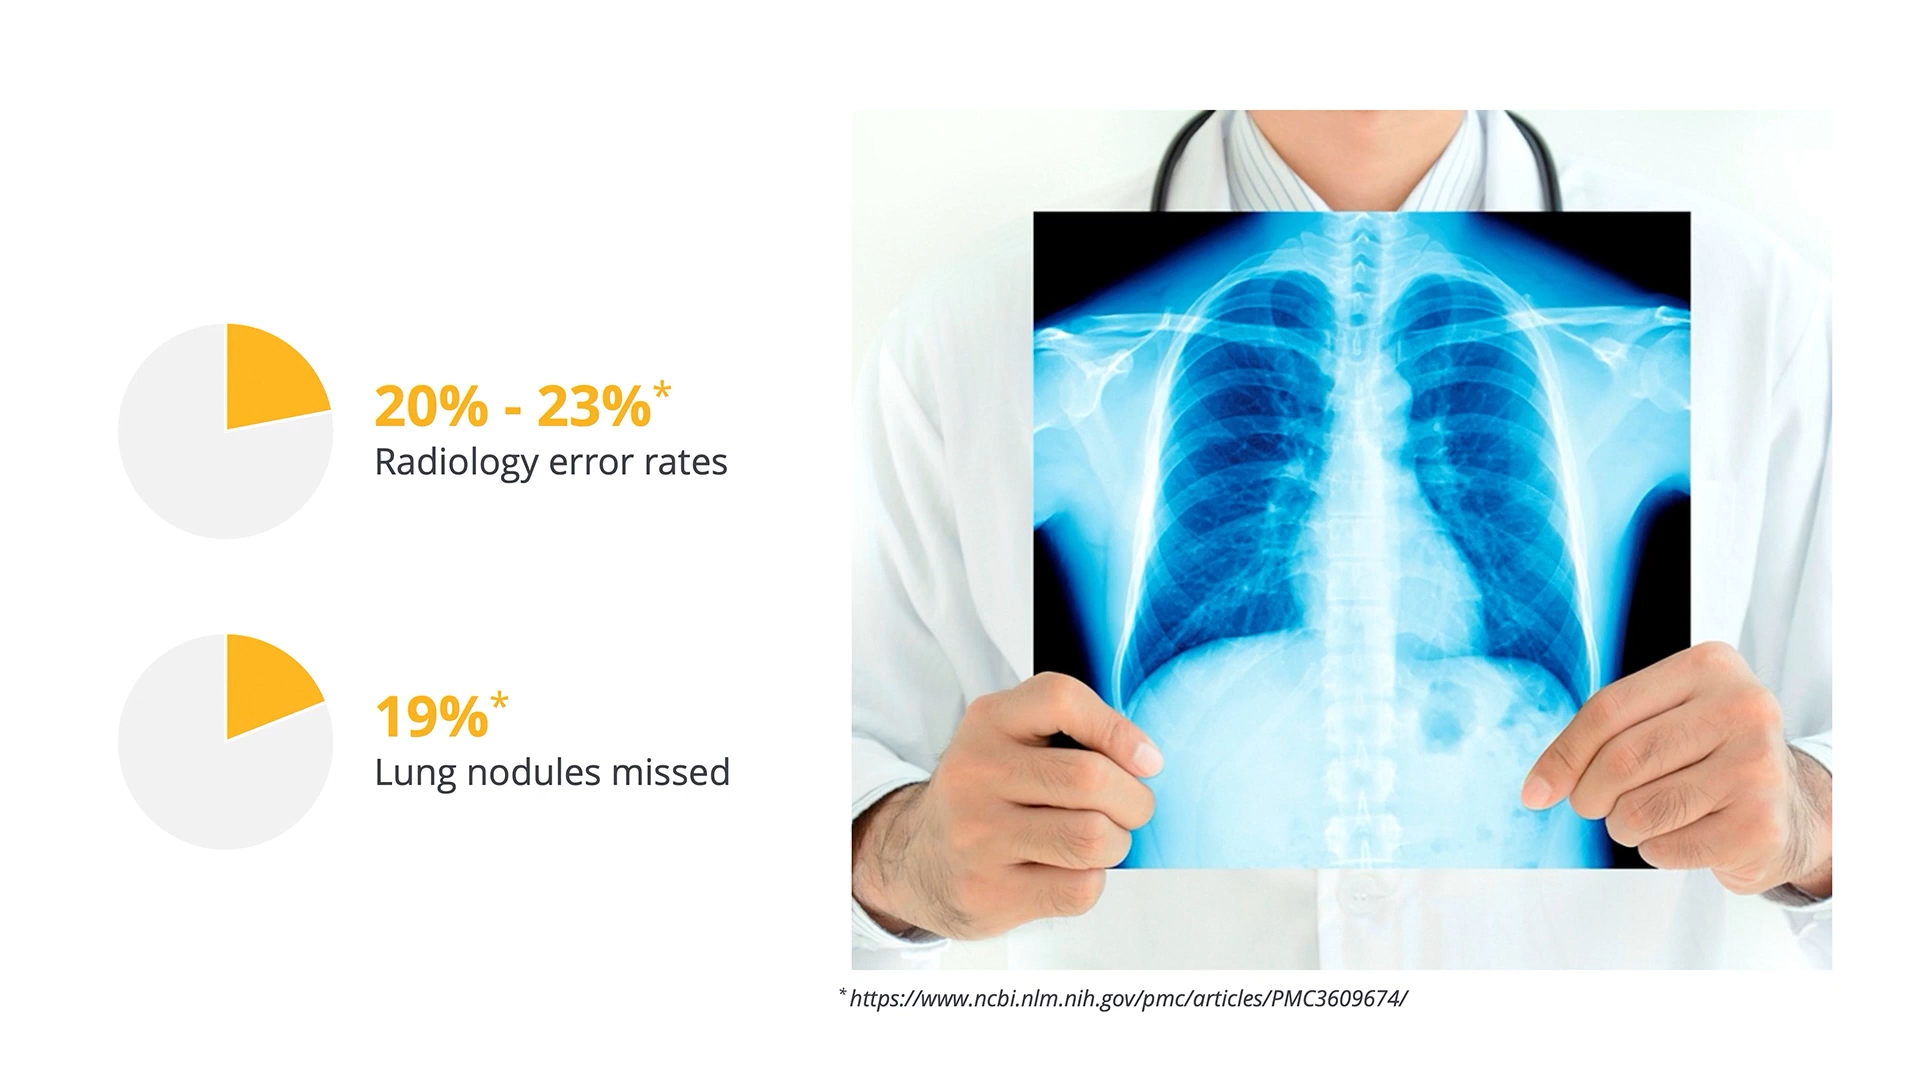 20% - 23%*
Radiology error rates
19%*
Lung nodules missed
* https://www.ncbi.nlm.nih.gov/pmc/articles/PMC3609674/